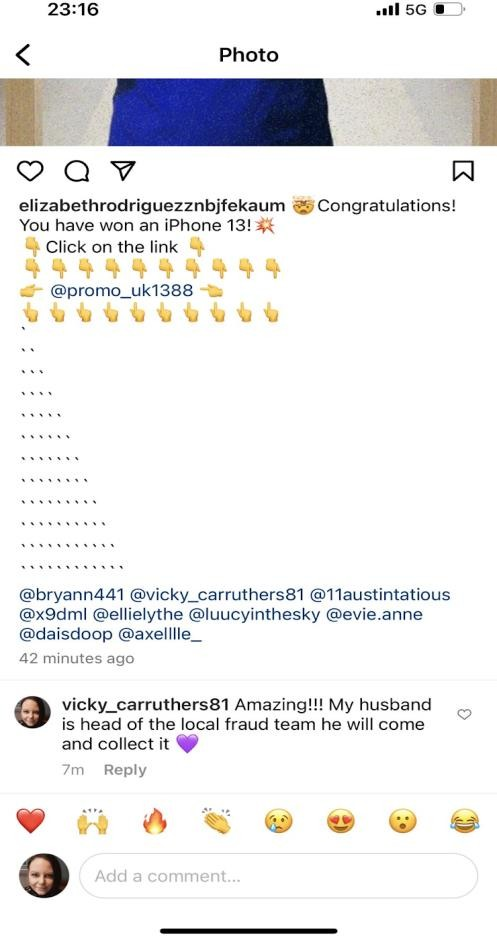 23:16
5G
Photo
elizabethrodriguezznbjfekaum 🤯Congratulations!
You have won an iPhone 13!💥
👇Click on the link 👇
👇👇👇👇👇👇👇👇👇👇
👉 @promo_uk1388 👈
👆👆👆👆👆👆👆👆👆👆
`
``
```
````
`````
``````
```````
````````
`````````
``````````
```````````
````````````
@bryann441 @vicky_carruthers81 @11austintatious
@x9dml @ellielythe @luucyinthesky @evie.anne
@daisdoop @axelllle_
42 minutes ago
vicky_carruthers81 Amazing!!! My husband
is head of the local fraud team he will come
and collect it 💜
7m Reply
❤️🙌🔥👏😢😍😮😂
Add a comment...